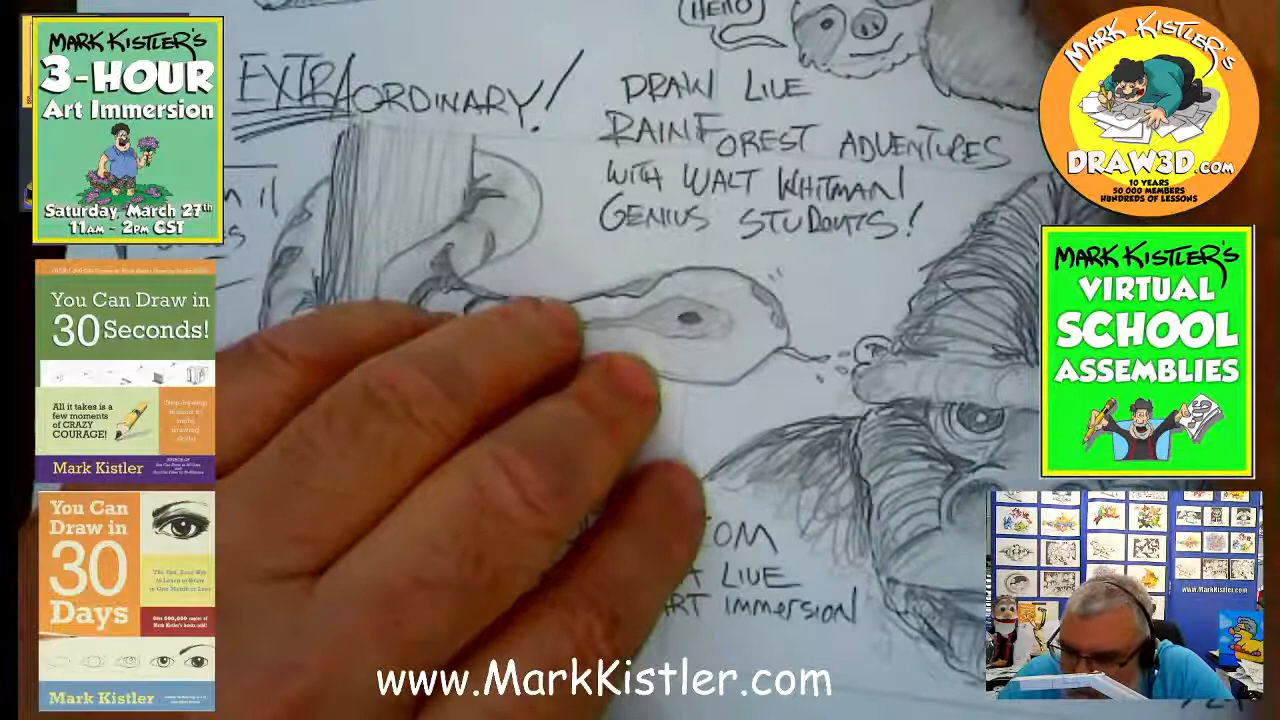 MARK KISTLER'S
3-HOUR
Art Immersion
Saturday, March 27th
11AM - 2PM CST
You Can Draw in
30 Seconds!
All it takes is a
few moments
of CRAZY
COURAGE!
Mark Kistler
You Can
Draw in
30
Days
Mark Kistler
HELLO
EXTRAORDINARY!
DRAW LIVE
RAINFOREST ADVENTURES
WITH WALT WHITMAN
GENIUS STUDENTS!
OM
LIVE
ART IMMERSION
www.MarkKistler.com
MARK KISTLER'S
DRAW3D.COM
10 YEARS
50 000 MEMBERS
HUNDREDS OF LESSONS
MARK KISTLER'S
VIRTUAL
SCHOOL
ASSEMBLIES
www.MarkKistler.com